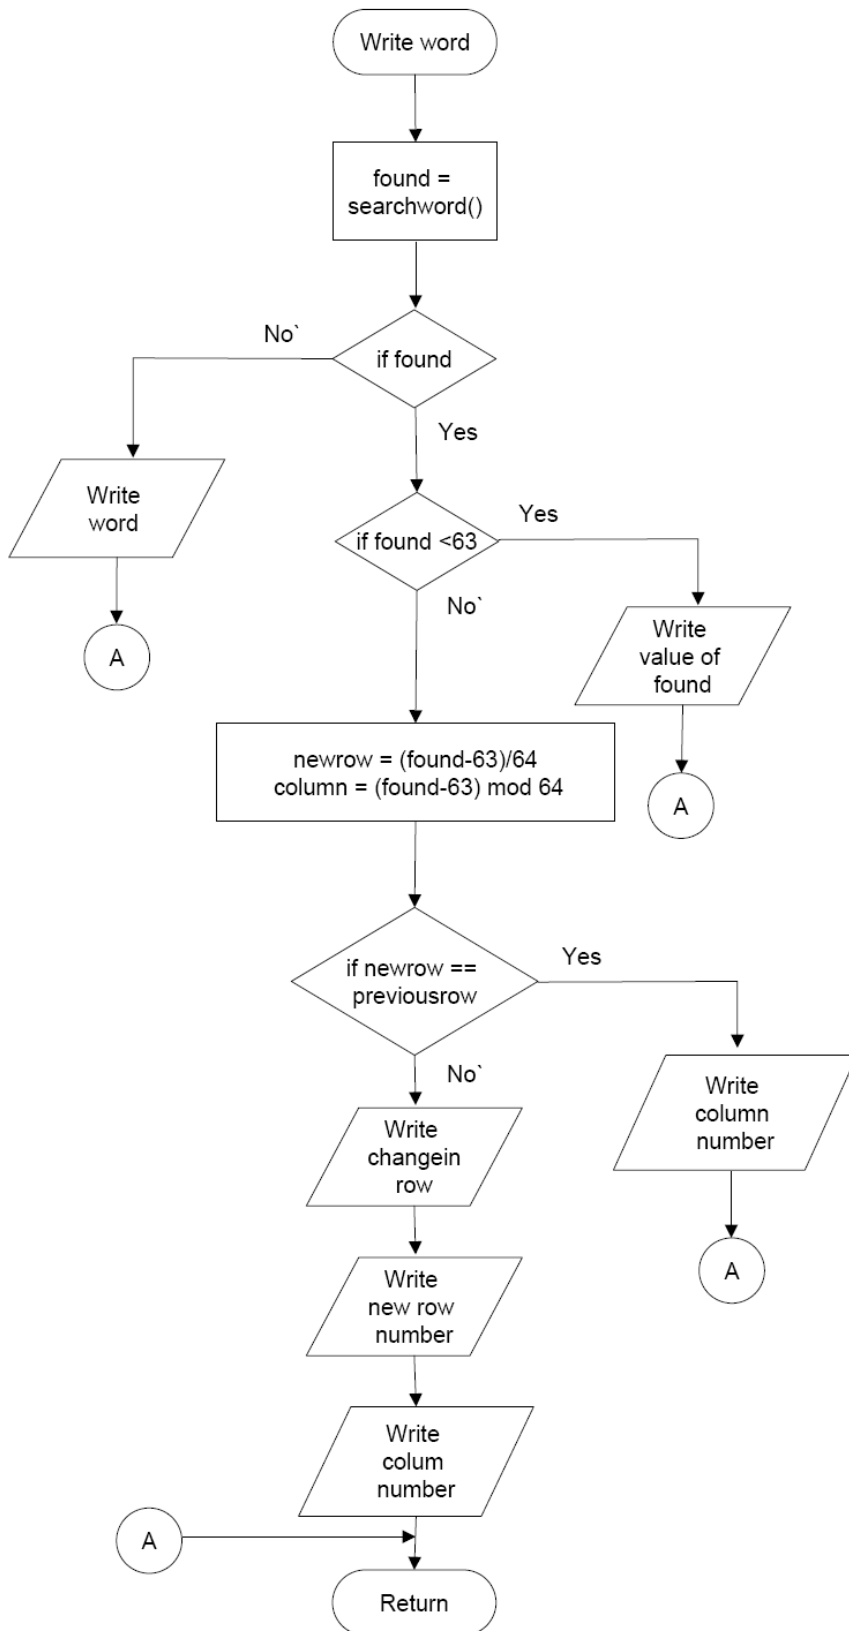 Write word
found =
searchword()
No`
if found
Yes
Write
word
A
if found <63
Yes
No`
Write
value of
found
A
newrow = (found-63)/64
column = (found-63) mod 64
if newrow ==
previousrow
Yes
No`
Write
column
number
A
Write
changein
row
Write
new row
number
Write
colum
number
A
Return